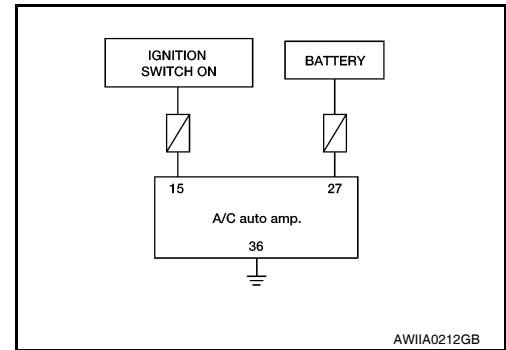 IGNITION
SWITCH ON
BATTERY
15
27
A/C auto amp.
36
AWIIA0212GB